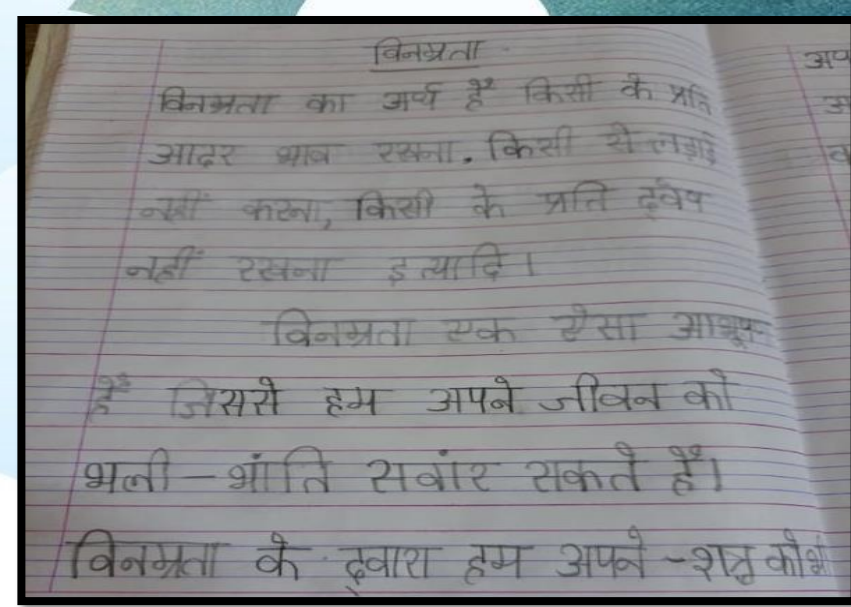 विनम्रता
विनम्रता का अर्थ हैं किसी के प्रति
आदर भाव रखना. किसी से लड़ाई
नहीं करना, किसी के प्रति द्वेष
नहीं रखना इत्यादि।
विनम्रता एक ऐसा आभूष
हैं जिससे हम अपने जीवन को
भली-भांति सवांर सकते हैं।
विनम्रता के द्वारा हम अपने शत्रु को भी